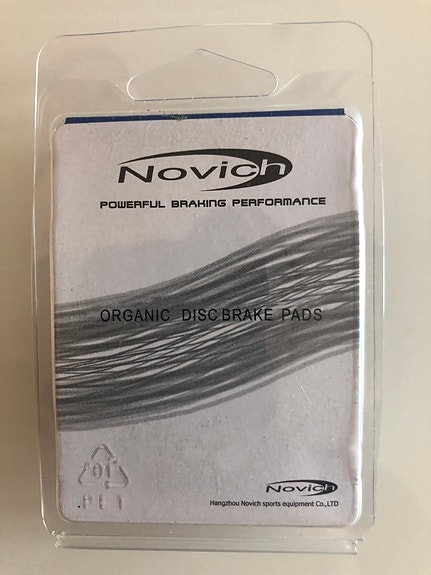 Novich
POWERFUL BRAKING PERFORMANCE
ORGANIC DISC BRAKE PADS
01
PET
Novich
Hangzhou Novich sports equipment Co.,LTD